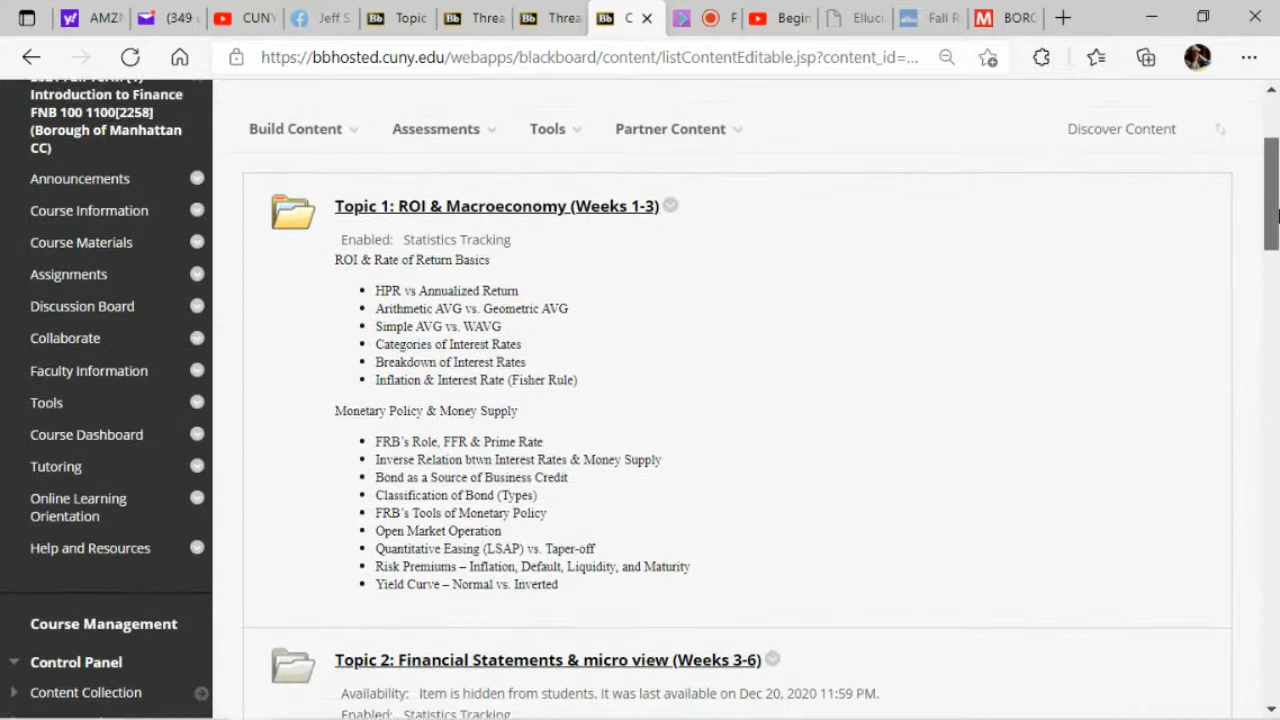 AMZN
(349
CUNY
Jeff S.
Topic
Threa
Threa
C
F
Begin
Elluci
Fall R
BORC
https://bbhosted.cuny.edu/webapps/blackboard/content/listContentEditable.jsp?content_id=...
Introduction to Finance
FNB 100 1100[2258]
(Borough of Manhattan
CC)
Announcements
Course Information
Course Materials
Assignments
Discussion Board
Collaborate
Faculty Information
Tools
Course Dashboard
Tutoring
Online Learning
Orientation
Help and Resources
Course Management
Control Panel
Content Collection
Build Content
Assessments
Tools
Partner Content
Discover Content
Topic 1: ROI & Macroeconomy (Weeks 1-3)
Enabled: Statistics Tracking
ROI & Rate of Return Basics
• HPR vs Annualized Return
• Arithmetic AVG vs. Geometric AVG
• Simple AVG vs. WAVG
• Categories of Interest Rates
• Breakdown of Interest Rates
• Inflation & Interest Rate (Fisher Rule)
Monetary Policy & Money Supply
• FRB's Role, FFR & Prime Rate
• Inverse Relation btwn Interest Rates & Money Supply
• Bond as a Source of Business Credit
• Classification of Bond (Types)
• FRB's Tools of Monetary Policy
• Open Market Operation
• Quantitative Easing (LSAP) vs. Taper-off
• Risk Premiums – Inflation, Default, Liquidity, and Maturity
• Yield Curve – Normal vs. Inverted
Topic 2: Financial Statements & micro view (Weeks 3-6)
Availability: Item is hidden from students. It was last available on Dec 20, 2020 11:59 PM.
Enabled: Statistics Tracking